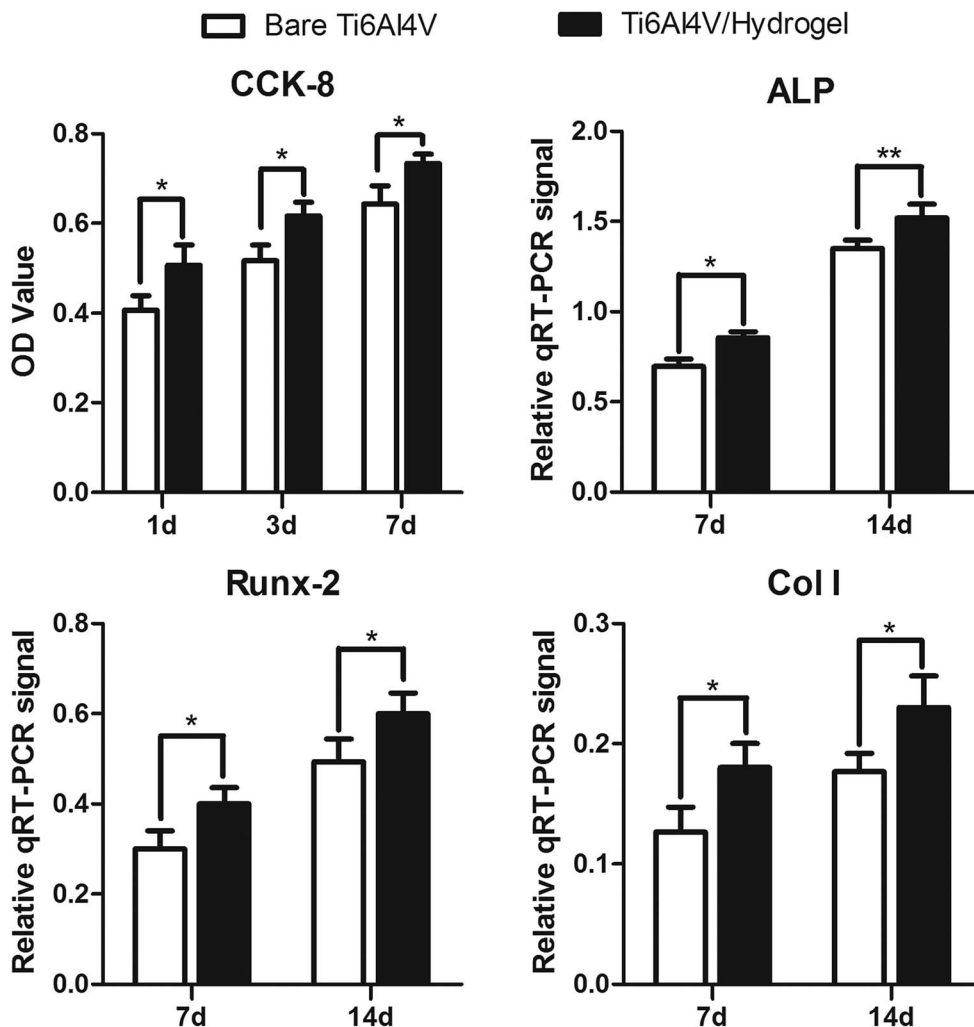 Bare Ti6Al4V
Ti6Al4V/Hydrogel
CCK-8
OD Value
0.8
0.6
0.4
0.2
0.0
*
*
*
1d
3d
7d
ALP
Relative qRT-PCR signal
2.0
1.5
1.0
0.5
0.0
*
**
7d
14d
Runx-2
Relative qRT-PCR signal
0.8
0.6
0.4
0.2
0.0
*
*
7d
14d
Col I
Relative qRT-PCR signal
0.3
0.2
0.1
0.0
*
*
7d
14d